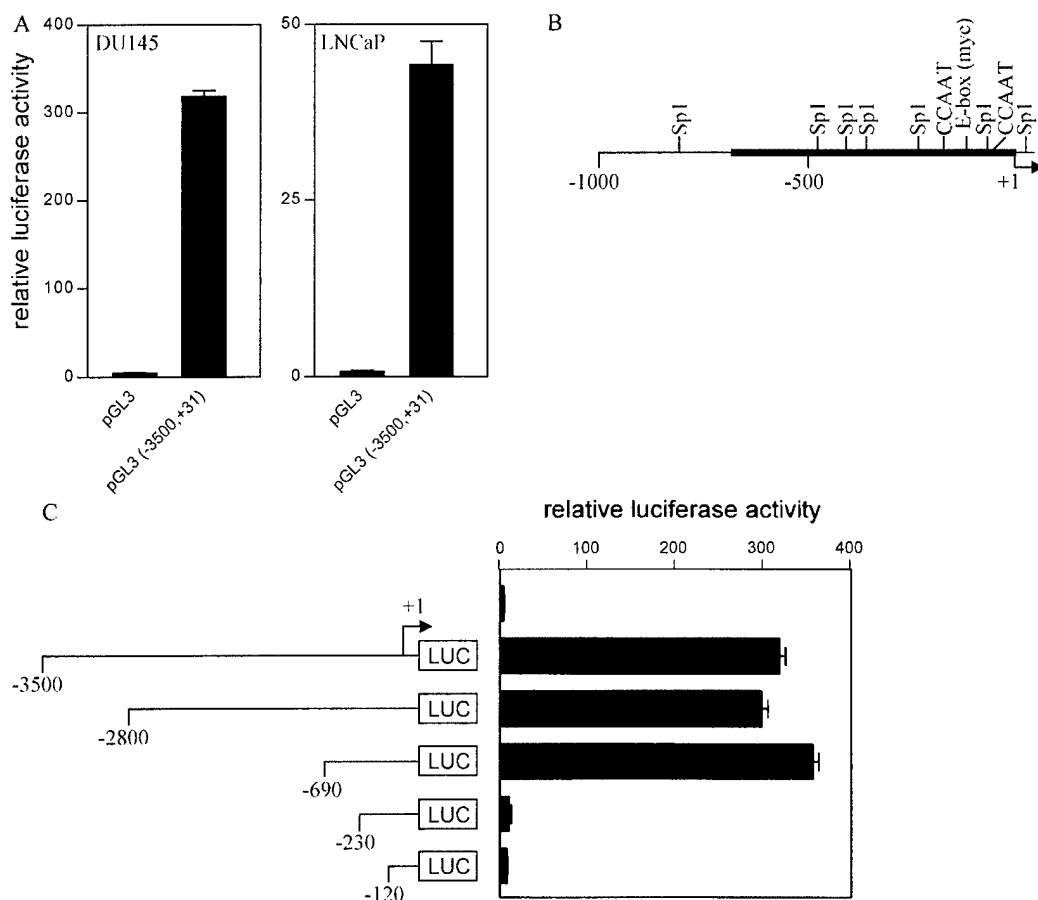 A
DU145
LNCaP
relative luciferase activity
400
300
200
100
0
50
25
0
pGL3
pGL3 (-3500,+31)
pGL3
pGL3 (-3500,+31)
B
Sp1
Sp1
Sp1
Sp1
Sp1
CCAAT
E-box (myc)
Sp1
CCAAT
Sp1
-1000
-500
+1
C
relative luciferase activity
0
100
200
300
400
+1
LUC
-3500
LUC
-2800
LUC
-690
LUC
-230
LUC
-120